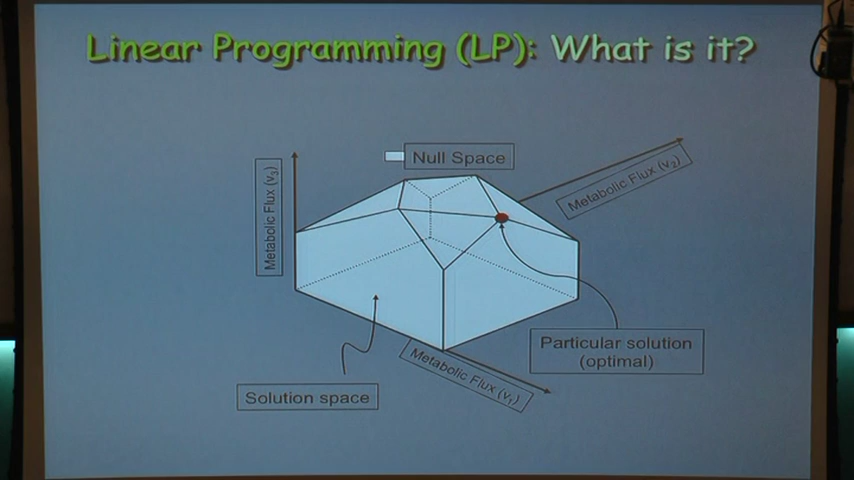 Linear Programming (LP): What is it?
Null Space
Metabolic Flux (v₃)
Metabolic Flux (v₂)
Particular solution
(optimal)
Metabolic Flux (v₁)
Solution space